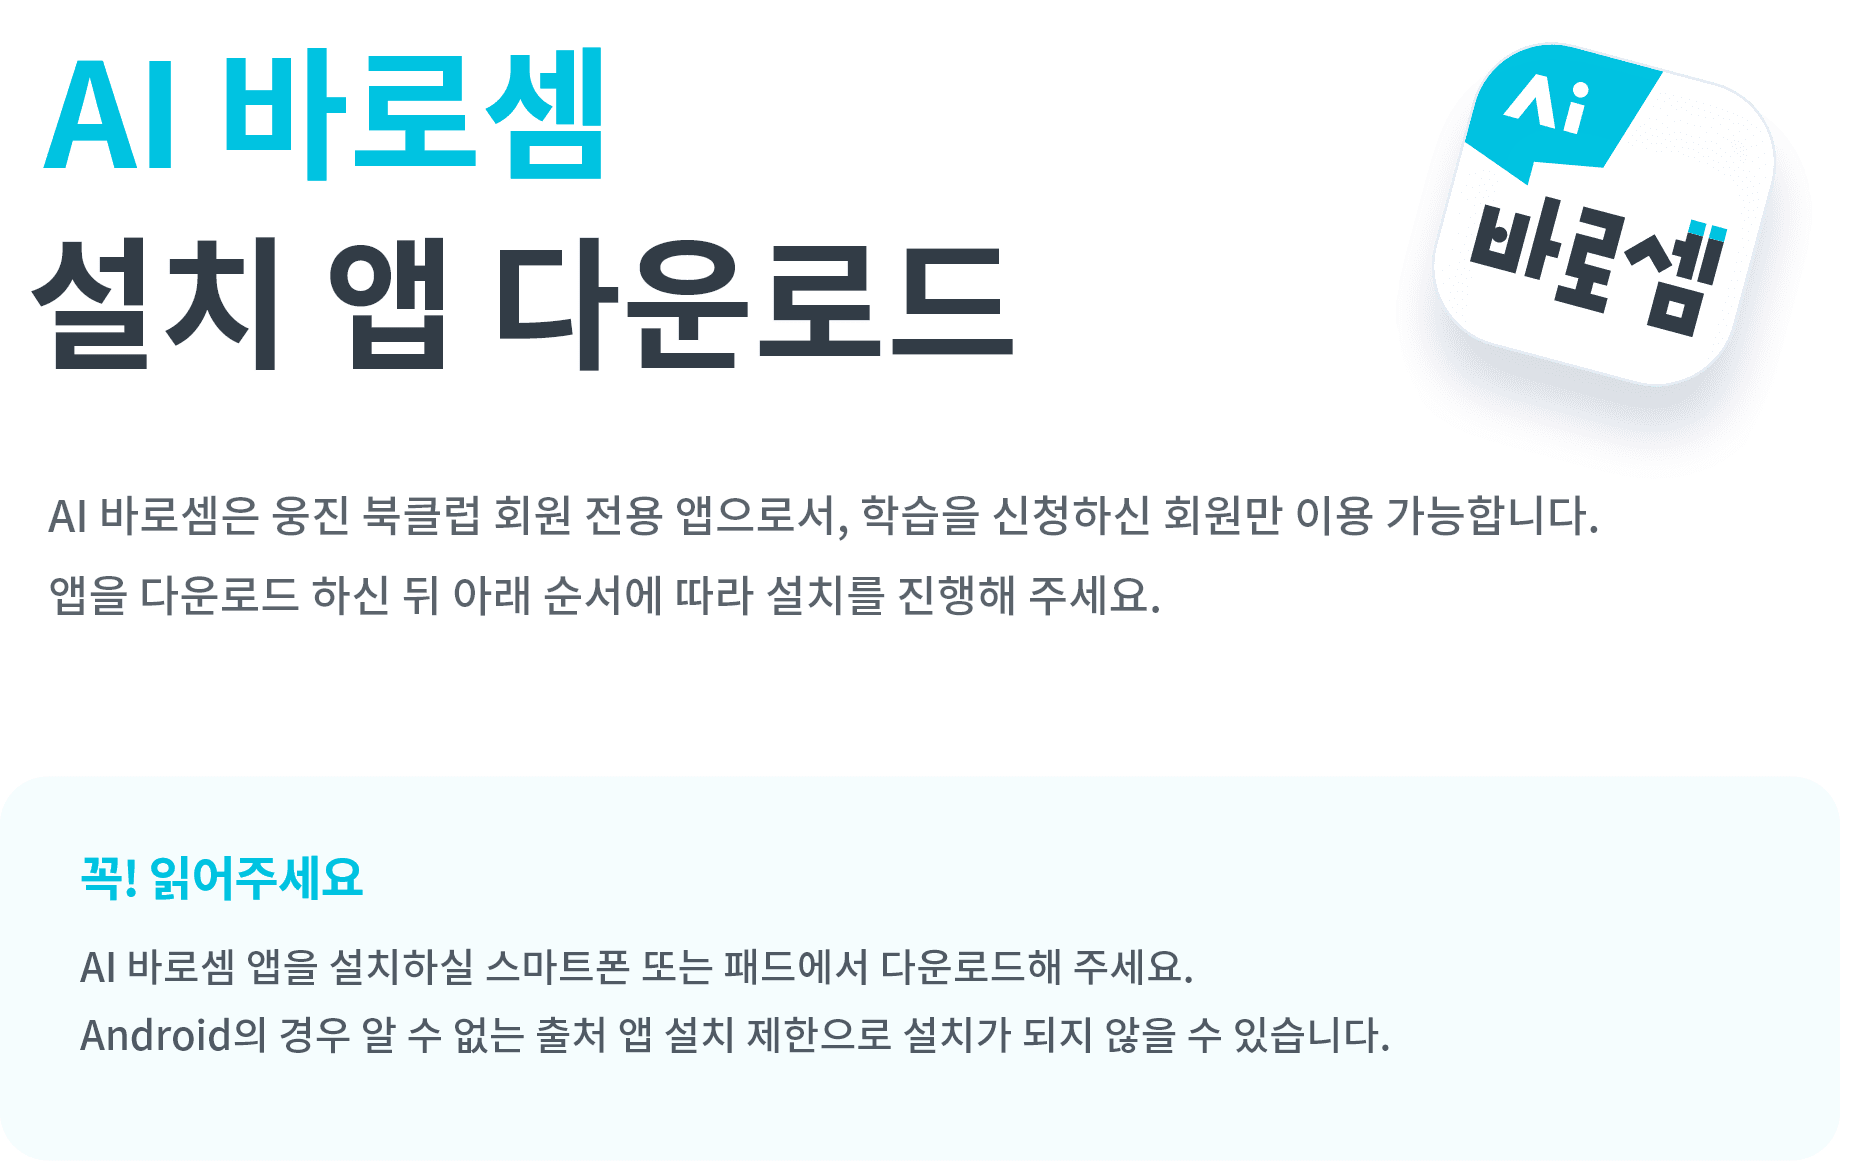 AI 바로셈
설치 앱 다운로드
Ai
바로셈
AI 바로셈은 웅진 북클럽 회원 전용 앱으로서, 학습을 신청하신 회원만 이용 가능합니다.
앱을 다운로드 하신 뒤 아래 순서에 따라 설치를 진행해 주세요.
꼭! 읽어주세요
AI 바로셈 앱을 설치하실 스마트폰 또는 패드에서 다운로드해 주세요.
Android의 경우 알 수 없는 출처 앱 설치 제한으로 설치가 되지 않을 수 있습니다.